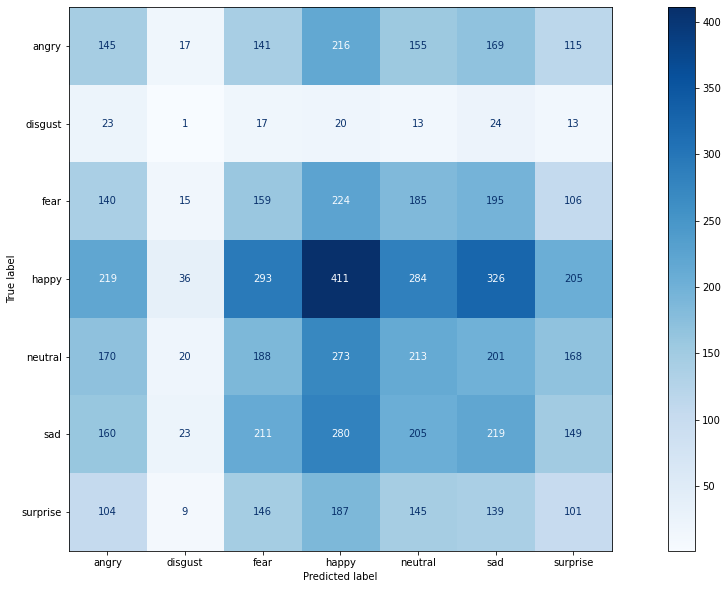 angry 145 17 141 216 155 169 115
disgust 23 1 17 20 13 24 13
fear 140 15 159 224 185 195 106
happy 219 36 293 411 284 326 205
neutral 170 20 188 273 213 201 168
sad 160 23 211 280 205 219 149
surprise 104 9 146 187 145 139 101
angry disgust fear happy neutral sad surprise
Predicted label
True label
400
350
300
250
200
150
100
50